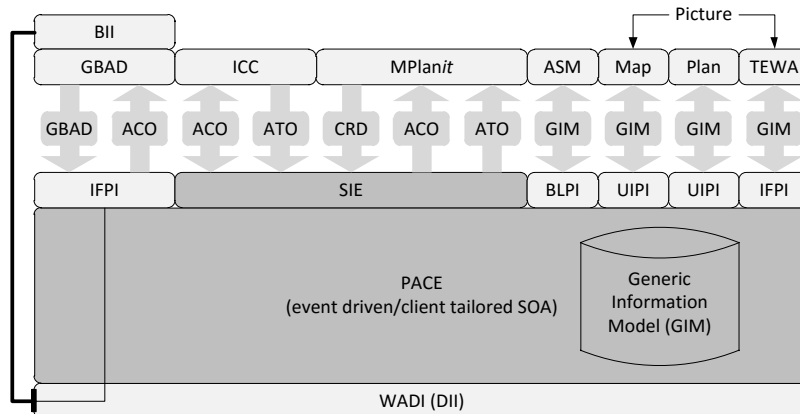 Picture
BII
GBAD ICC MPlanit ASM Map Plan TEWA
GBAD ACO ACO ATO CRD ACO ATO GIM GIM GIM GIM
IFPI SIE BLPI UIPI UIPI IFPI
PACE
(event driven/client tailored SOA)
Generic
Information
Model (GIM)
WADI (DII)